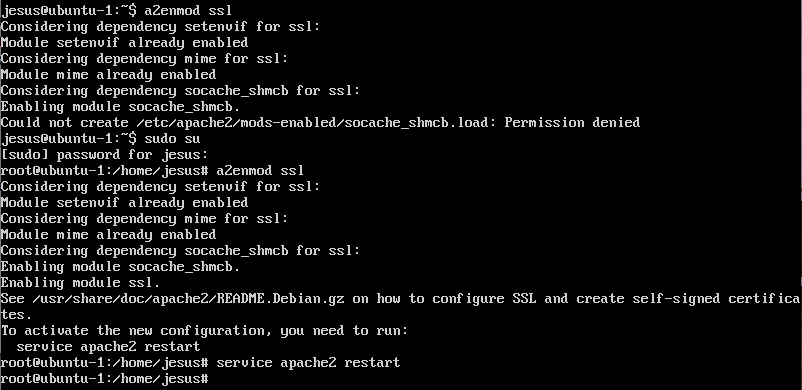 jesus@ubuntu-1:~$ a2enmod ssl
Considering dependency setenvif for ssl:
Module setenvif already enabled
Considering dependency mime for ssl:
Module mime already enabled
Considering dependency socache_shmcb for ssl:
Enabling module socache_shmcb.
Could not create /etc/apache2/mods-enabled/socache_shmcb.load: Permission denied
jesus@ubuntu-1:~$ sudo su
[sudo] password for jesus:
root@ubuntu-1:/home/jesus# a2enmod ssl
Considering dependency setenvif for ssl:
Module setenvif already enabled
Considering dependency mime for ssl:
Module mime already enabled
Considering dependency socache_shmcb for ssl:
Enabling module socache_shmcb.
Enabling module ssl.
See /usr/share/doc/apache2/README.Debian.gz on how to configure SSL and create self-signed certifica
tes.
To activate the new configuration, you need to run:
  service apache2 restart
root@ubuntu-1:/home/jesus# service apache2 restart
root@ubuntu-1:/home/jesus#